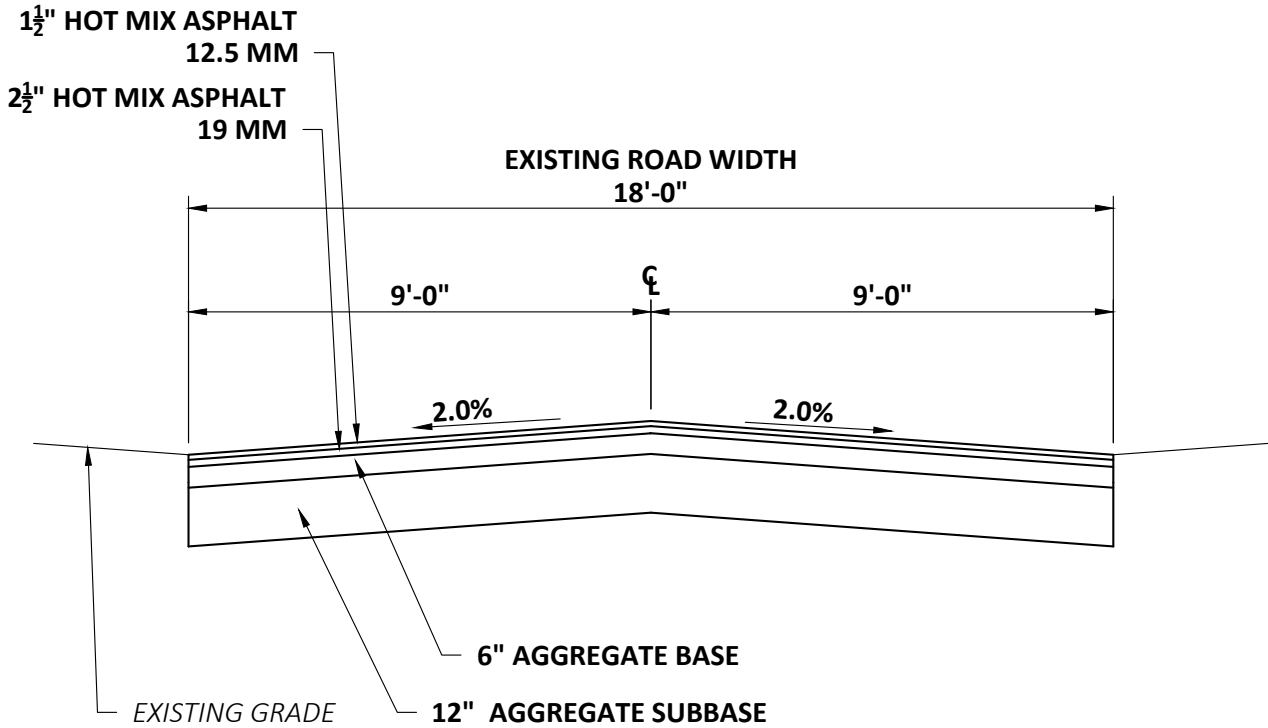 1½" HOT MIX ASPHALT
12.5 MM
2½" HOT MIX ASPHALT
19 MM
EXISTING ROAD WIDTH
18'-0"
℄
9'-0"
9'-0"
2.0%
2.0%
6" AGGREGATE BASE
EXISTING GRADE
12" AGGREGATE SUBBASE